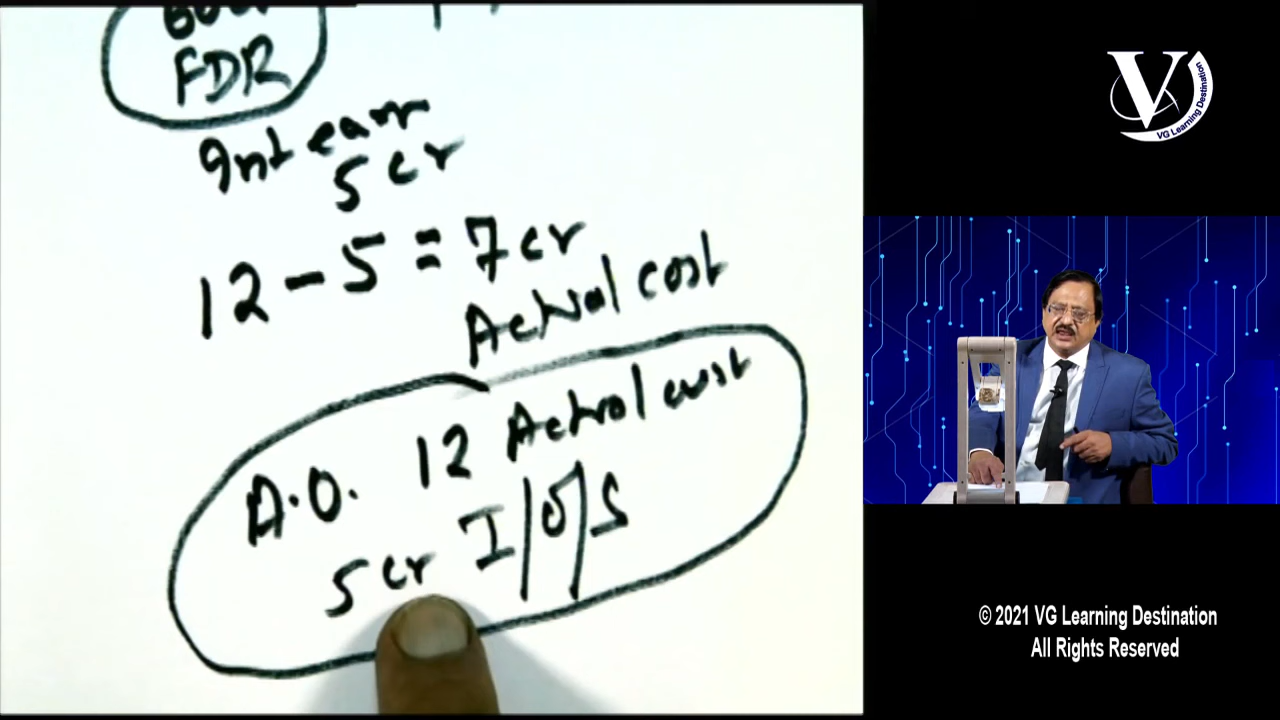 FDR
Int earn
5 cr
12 - 5 = 7 cr
Actual cost
A.O. 12 Actual cost
5 cr I/O/S
V
VG Learning Destination
© 2021 VG Learning Destination
All Rights Reserved